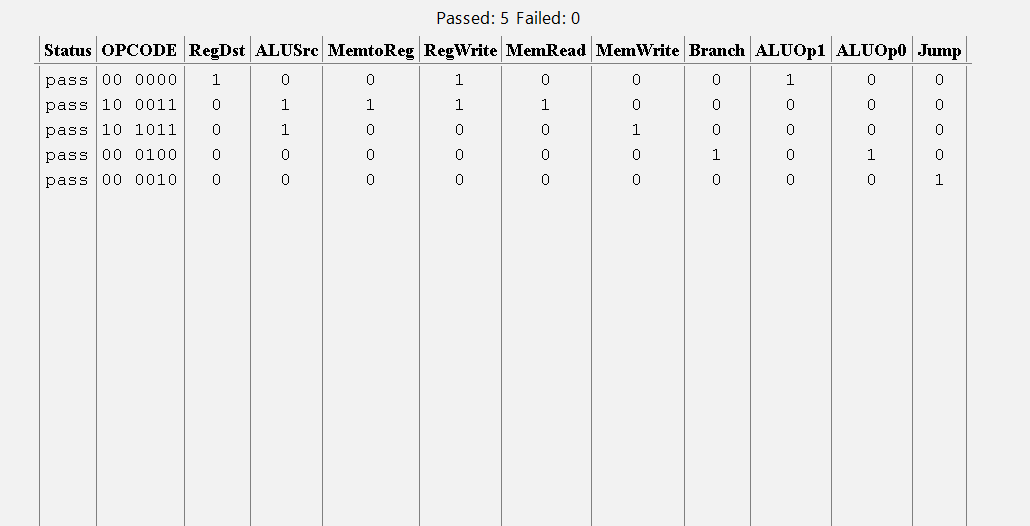 Passed: 5 Failed: 0
Status OPCODE RegDst ALUSrc MemtoReg RegWrite MemRead MemWrite Branch ALUOp1 ALUOp0 Jump
pass 00 0000 1 0 0 1 0 0 0 1 0 0
pass 10 0011 0 1 1 1 1 0 0 0 0 0
pass 10 1011 0 1 0 0 0 1 0 0 0 0
pass 00 0100 0 0 0 0 0 0 1 0 1 0
pass 00 0010 0 0 0 0 0 0 0 0 0 1